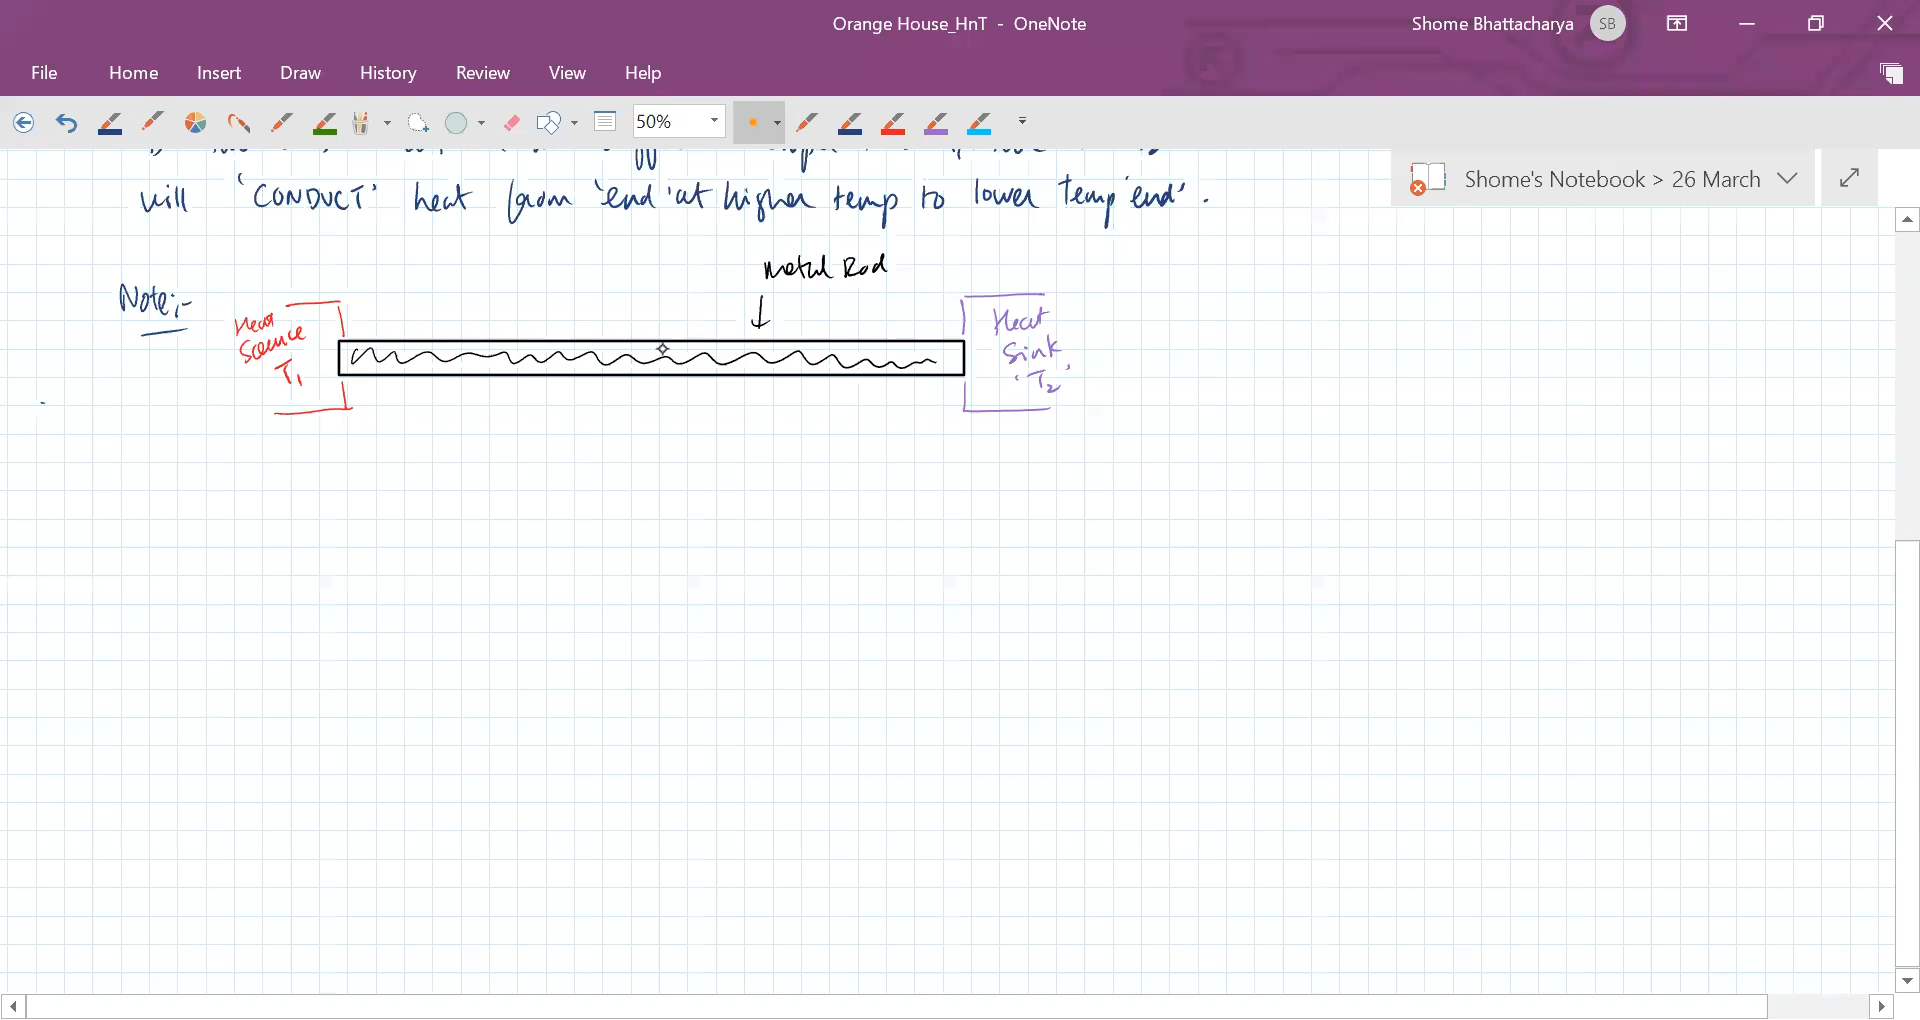 Orange House_HnT - OneNote
Shome Bhattacharya SB
File Home Insert Draw History Review View Help
50%
Shome's Notebook > 26 March
will 'CONDUCT' heat from 'end' at higher temp to lower temp 'end'.
Metal Rod
Note:-
Heat
Source
T1
Heat
Sink
'T2'